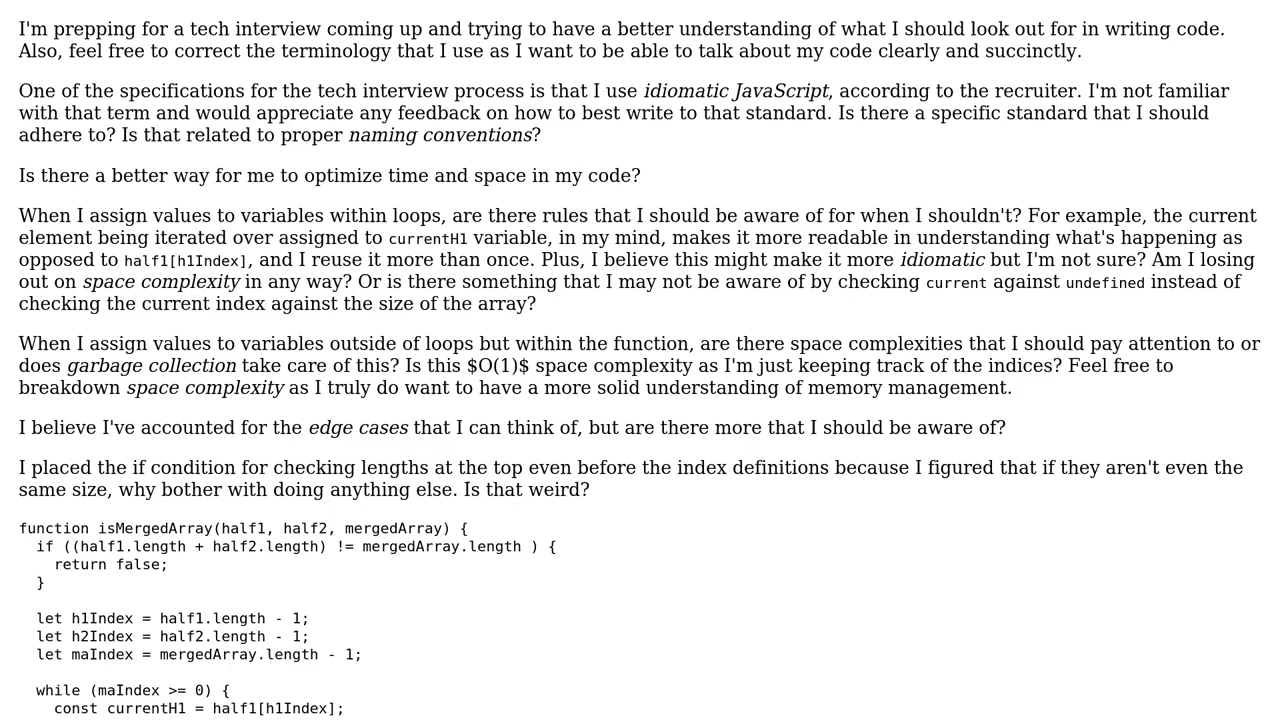 I'm prepping for a tech interview coming up and trying to have a better understanding of what I should look out for in writing code.
Also, feel free to correct the terminology that I use as I want to be able to talk about my code clearly and succinctly.
One of the specifications for the tech interview process is that I use idiomatic JavaScript, according to the recruiter. I'm not familiar
with that term and would appreciate any feedback on how to best write to that standard. Is there a specific standard that I should
adhere to? Is that related to proper naming conventions?
Is there a better way for me to optimize time and space in my code?
When I assign values to variables within loops, are there rules that I should be aware of for when I shouldn't? For example, the current
element being iterated over assigned to currentH1 variable, in my mind, makes it more readable in understanding what's happening as
opposed to half1[h1Index], and I reuse it more than once. Plus, I believe this might make it more idiomatic but I'm not sure? Am I losing
out on space complexity in any way? Or is there something that I may not be aware of by checking current against undefined instead of
checking the current index against the size of the array?
When I assign values to variables outside of loops but within the function, are there space complexities that I should pay attention to or
does garbage collection take care of this? Is this $O(1)$ space complexity as I'm just keeping track of the indices? Feel free to
breakdown space complexity as I truly do want to have a more solid understanding of memory management.
I believe I've accounted for the edge cases that I can think of, but are there more that I should be aware of?
I placed the if condition for checking lengths at the top even before the index definitions because I figured that if they aren't even the
same size, why bother with doing anything else. Is that weird?
function isMergedArray(half1, half2, mergedArray) {
  if ((half1.length + half2.length) != mergedArray.length ) {
    return false;
  }
  let h1Index = half1.length - 1;
  let h2Index = half2.length - 1;
  let maIndex = mergedArray.length - 1;
  while (maIndex >= 0) {
    const currentH1 = half1[h1Index];